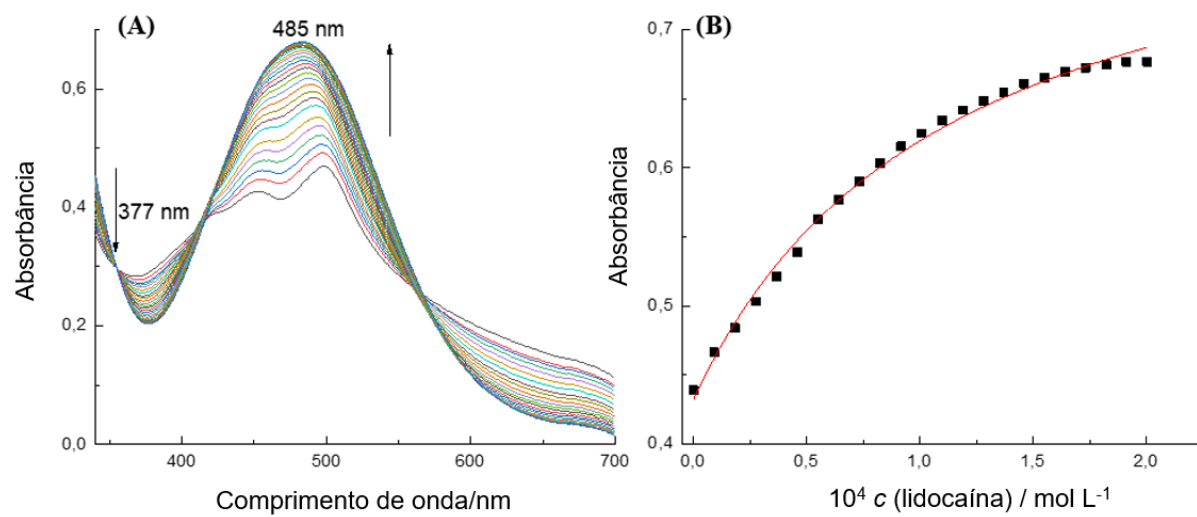 (A)
485 nm
377 nm
0,6
0,4
0,2
0,0
400
500
600
700
Absorbância
Comprimento de onda/nm
(B)
0,7
0,6
0,5
0,4
0,0
0,5
1,0
1,5
2,0
Absorbância
10⁴ c (lidocaína) / mol L⁻¹